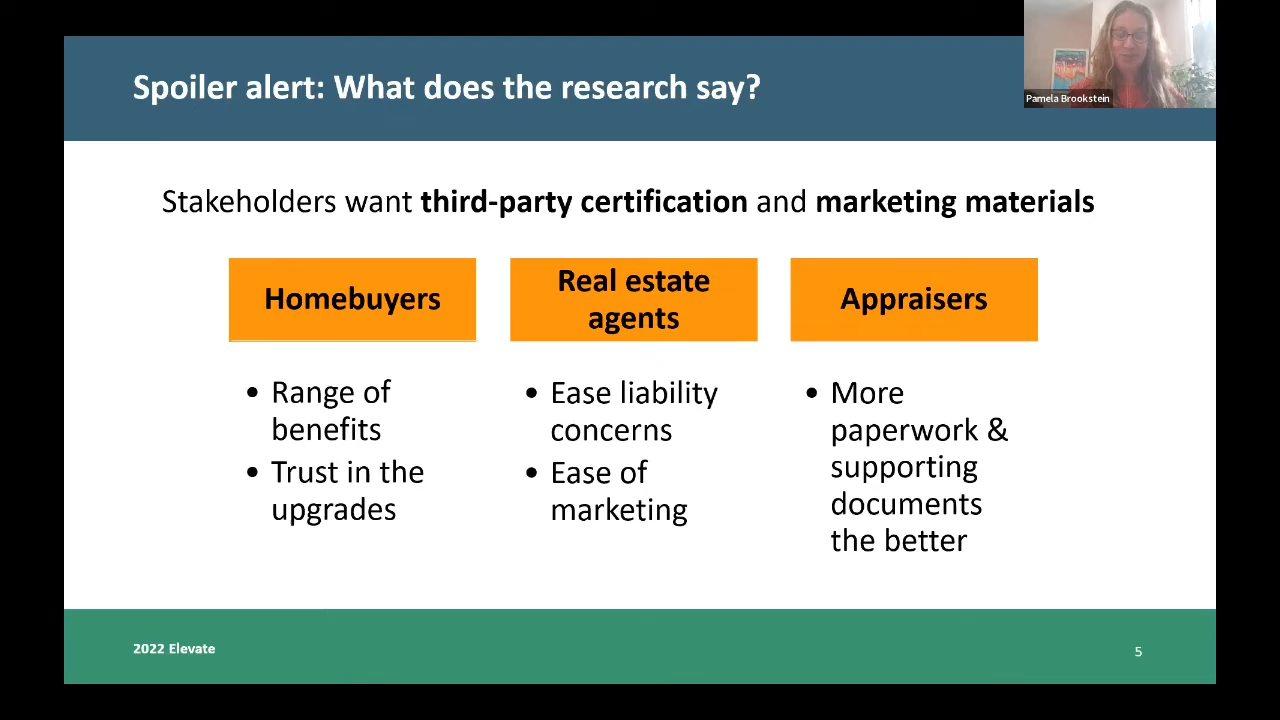 Spoiler alert: What does the research say?
Pamela Brookstein
Stakeholders want third-party certification and marketing materials
Homebuyers
• Range of
benefits
• Trust in the
upgrades
Real estate
agents
• Ease liability
concerns
• Ease of
marketing
Appraisers
• More
paperwork &
supporting
documents
the better
2022 Elevate
5